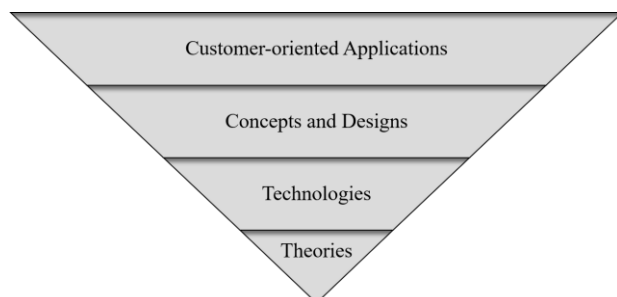 Customer-oriented Applications
Concepts and Designs
Technologies
Theories